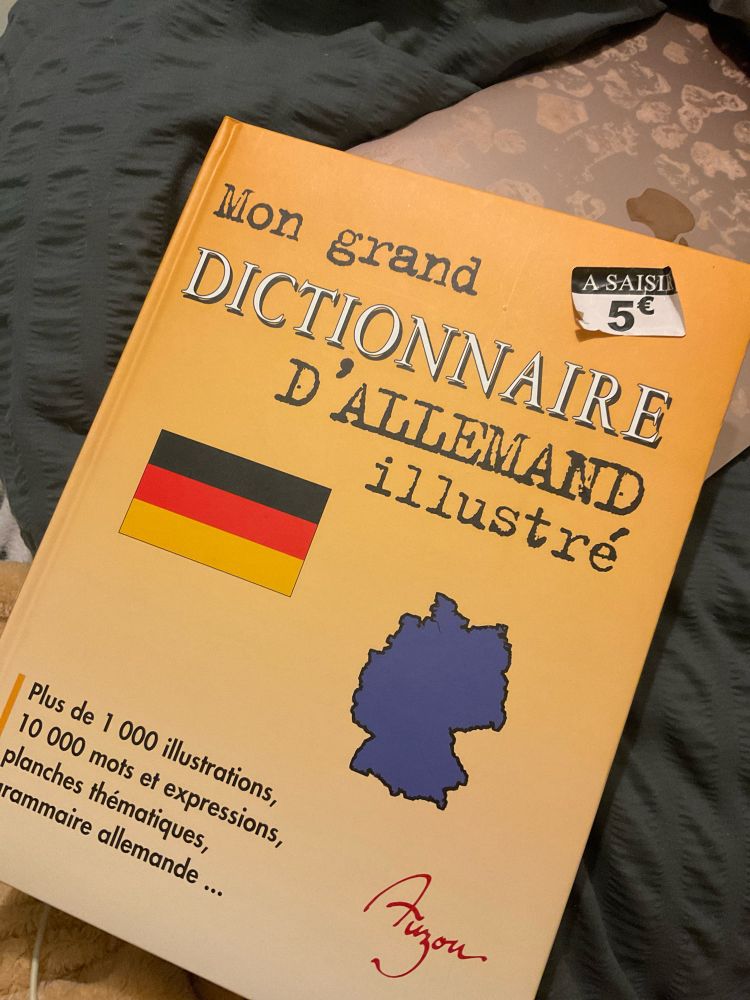 Mon grand
DICTIONNAIRE
D'ALLEMAND
illustré
A SAISI
5€
Plus de 1 000 illustrations,
10 000 mots et expressions,
planches thématiques,
grammaire allemande ...
Auzou